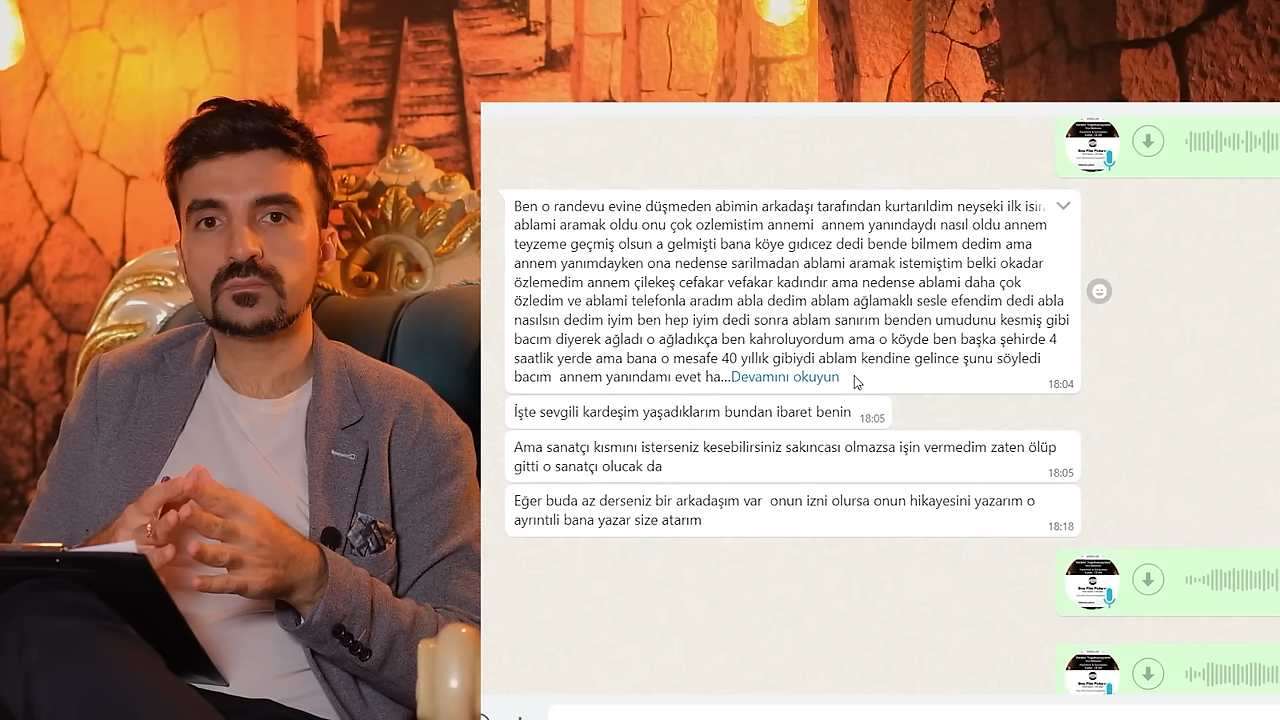 Ben o randevu evine düşmeden abimin arkadaşı tarafından kurtarıldim neyseki ilk isin
ablami aramak oldu onu çok ozlemistim annemi annem yanındaydı nasıl oldu annem
teyzeme geçmiş olsun a gelmişti bana köye gıdıcez dedi bende bilmem dedim ama
annem yanımdayken ona nedense sarilmadan ablami aramak istemiştim belki okadar
özlemedim annem çilekeş cefakar vefakar kadındır ama nedense ablami daha çok
özledim ve ablami telefonla aradım abla dedim ablam ağlamaklı sesle efendim dedi abla
nasılsın dedim iyim ben hep iyim dedi sonra ablam sanırım benden umudunu kesmiş gibi
bacım diyerek ağladı o ağladıkça ben kahroluyordum ama o köyde ben başka şehirde 4
saatlik yerde ama bana o mesafe 40 yıllık gibiydi ablam kendine gelince şunu söyledi
bacım annem yanındamı evet ha...Devamını okuyun
18:04
İşte sevgili kardeşim yaşadıklarım bundan ibaret benin
18:05
Ama sanatçı kısmını isterseniz kesebilirsiniz sakıncası olmazsa işin vermedim zaten ölüp
gitti o sanatçı olucak da
18:05
Eğer buda az derseniz bir arkadaşım var onun izni olursa onun hikayesini yazarım o
ayrıntili bana yazar size atarım
18:18